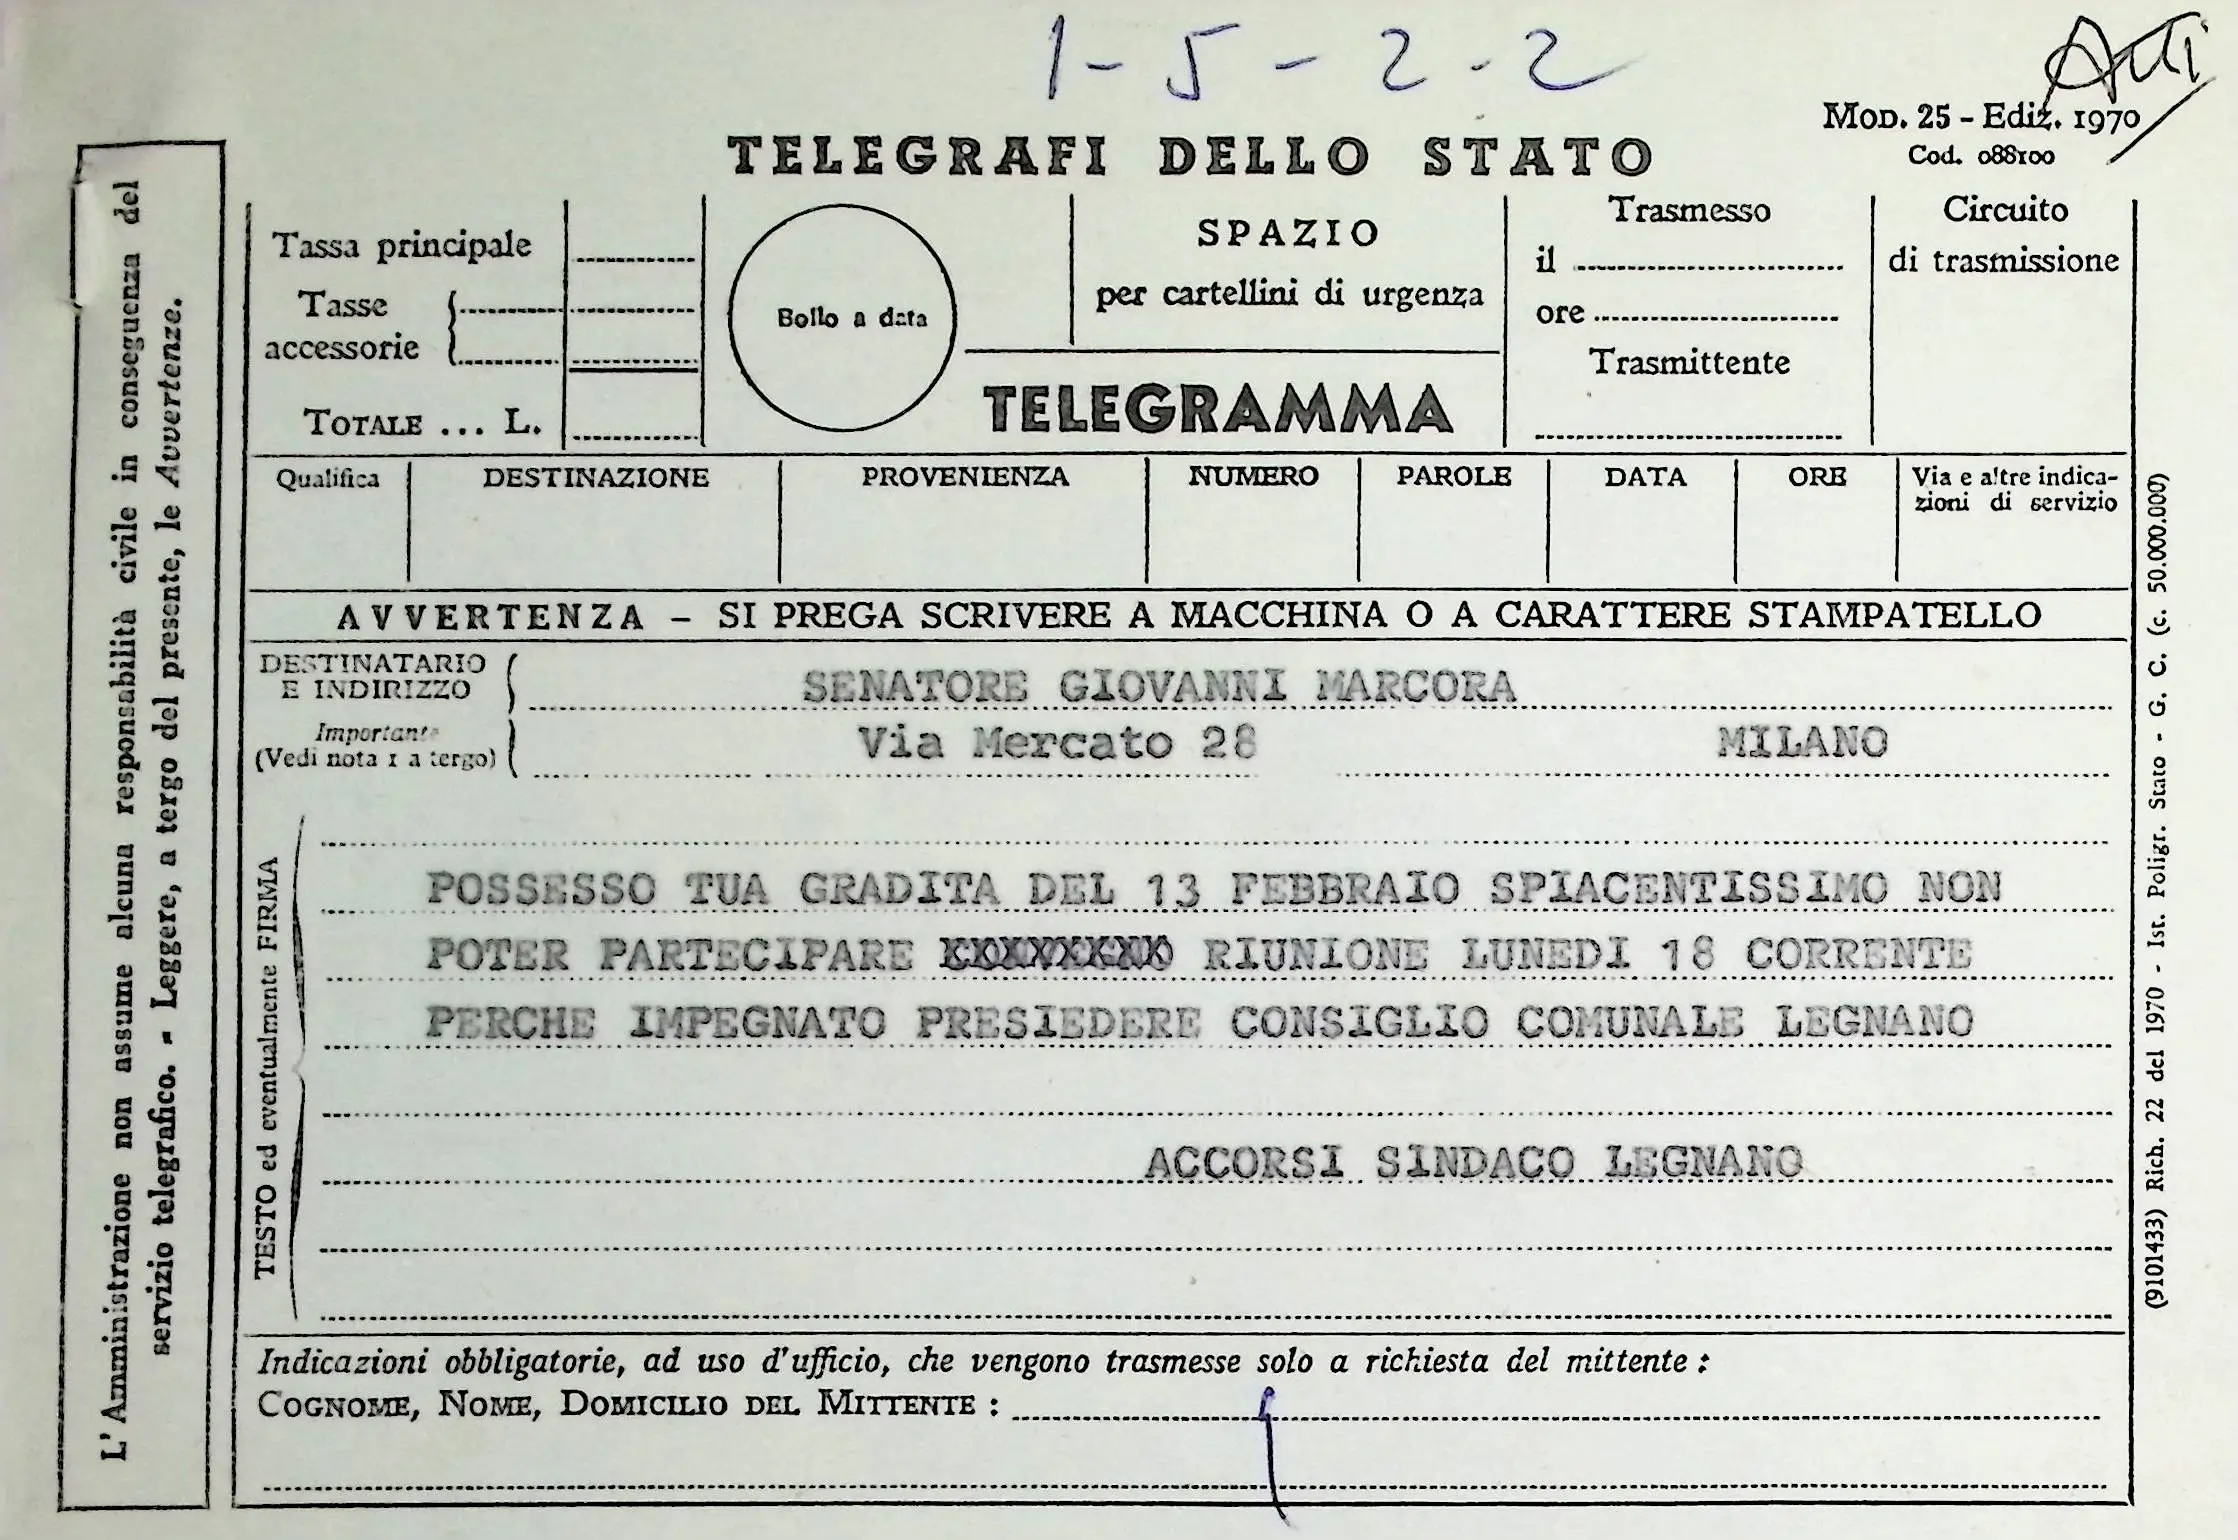 1-5-2-2
Atti
Mod. 25 - Ediz. 1970
Cod. 088100
TELEGRAFI DELLO STATO
L'Amministrazione non assume alcuna responsabilità civile in conseguenza del
servizio telegrafico. - Leggere, a tergo del presente, le Avvertenze.
Tassa principale
Tasse
accessorie
TOTALE ... L.
Bollo a data
SPAZIO
per cartellini di urgenza
TELEGRAMMA
Trasmesso
il
ore
Trasmittente
Circuito
di trasmissione
Qualifica DESTINAZIONE PROVENIENZA NUMERO PAROLE DATA ORE Via e altre indica-
zioni di servizio
AVVERTENZA - SI PREGA SCRIVERE A MACCHINA O A CARATTERE STAMPATELLO
DESTINATARIO
E INDIRIZZO
SENATORE GIOVANNI MARCORA
Importante
(Vedi nota 1 a tergo)
Via Mercato 28 MILANO
TESTO ed eventualmente FIRMA
POSSESSO TUA GRADITA DEL 13 FEBBRAIO SPIACENTISSIMO NON
POTER PARTECIPARE RIUNIONE LUNEDI 18 CORRENTE
PERCHE IMPEGNATO PRESIEDERE CONSIGLIO COMUNALE LEGNANO
ACCORSI SINDACO LEGNANO
Indicazioni obbligatorie, ad uso d'ufficio, che vengono trasmesse solo a richiesta del mittente :
COGNOME, NOME, DOMICILIO DEL MITTENTE :
(9101433) Rich. 22 del 1970 - Ist. Poligr. Stato - G. C. (c. 50.000.000)